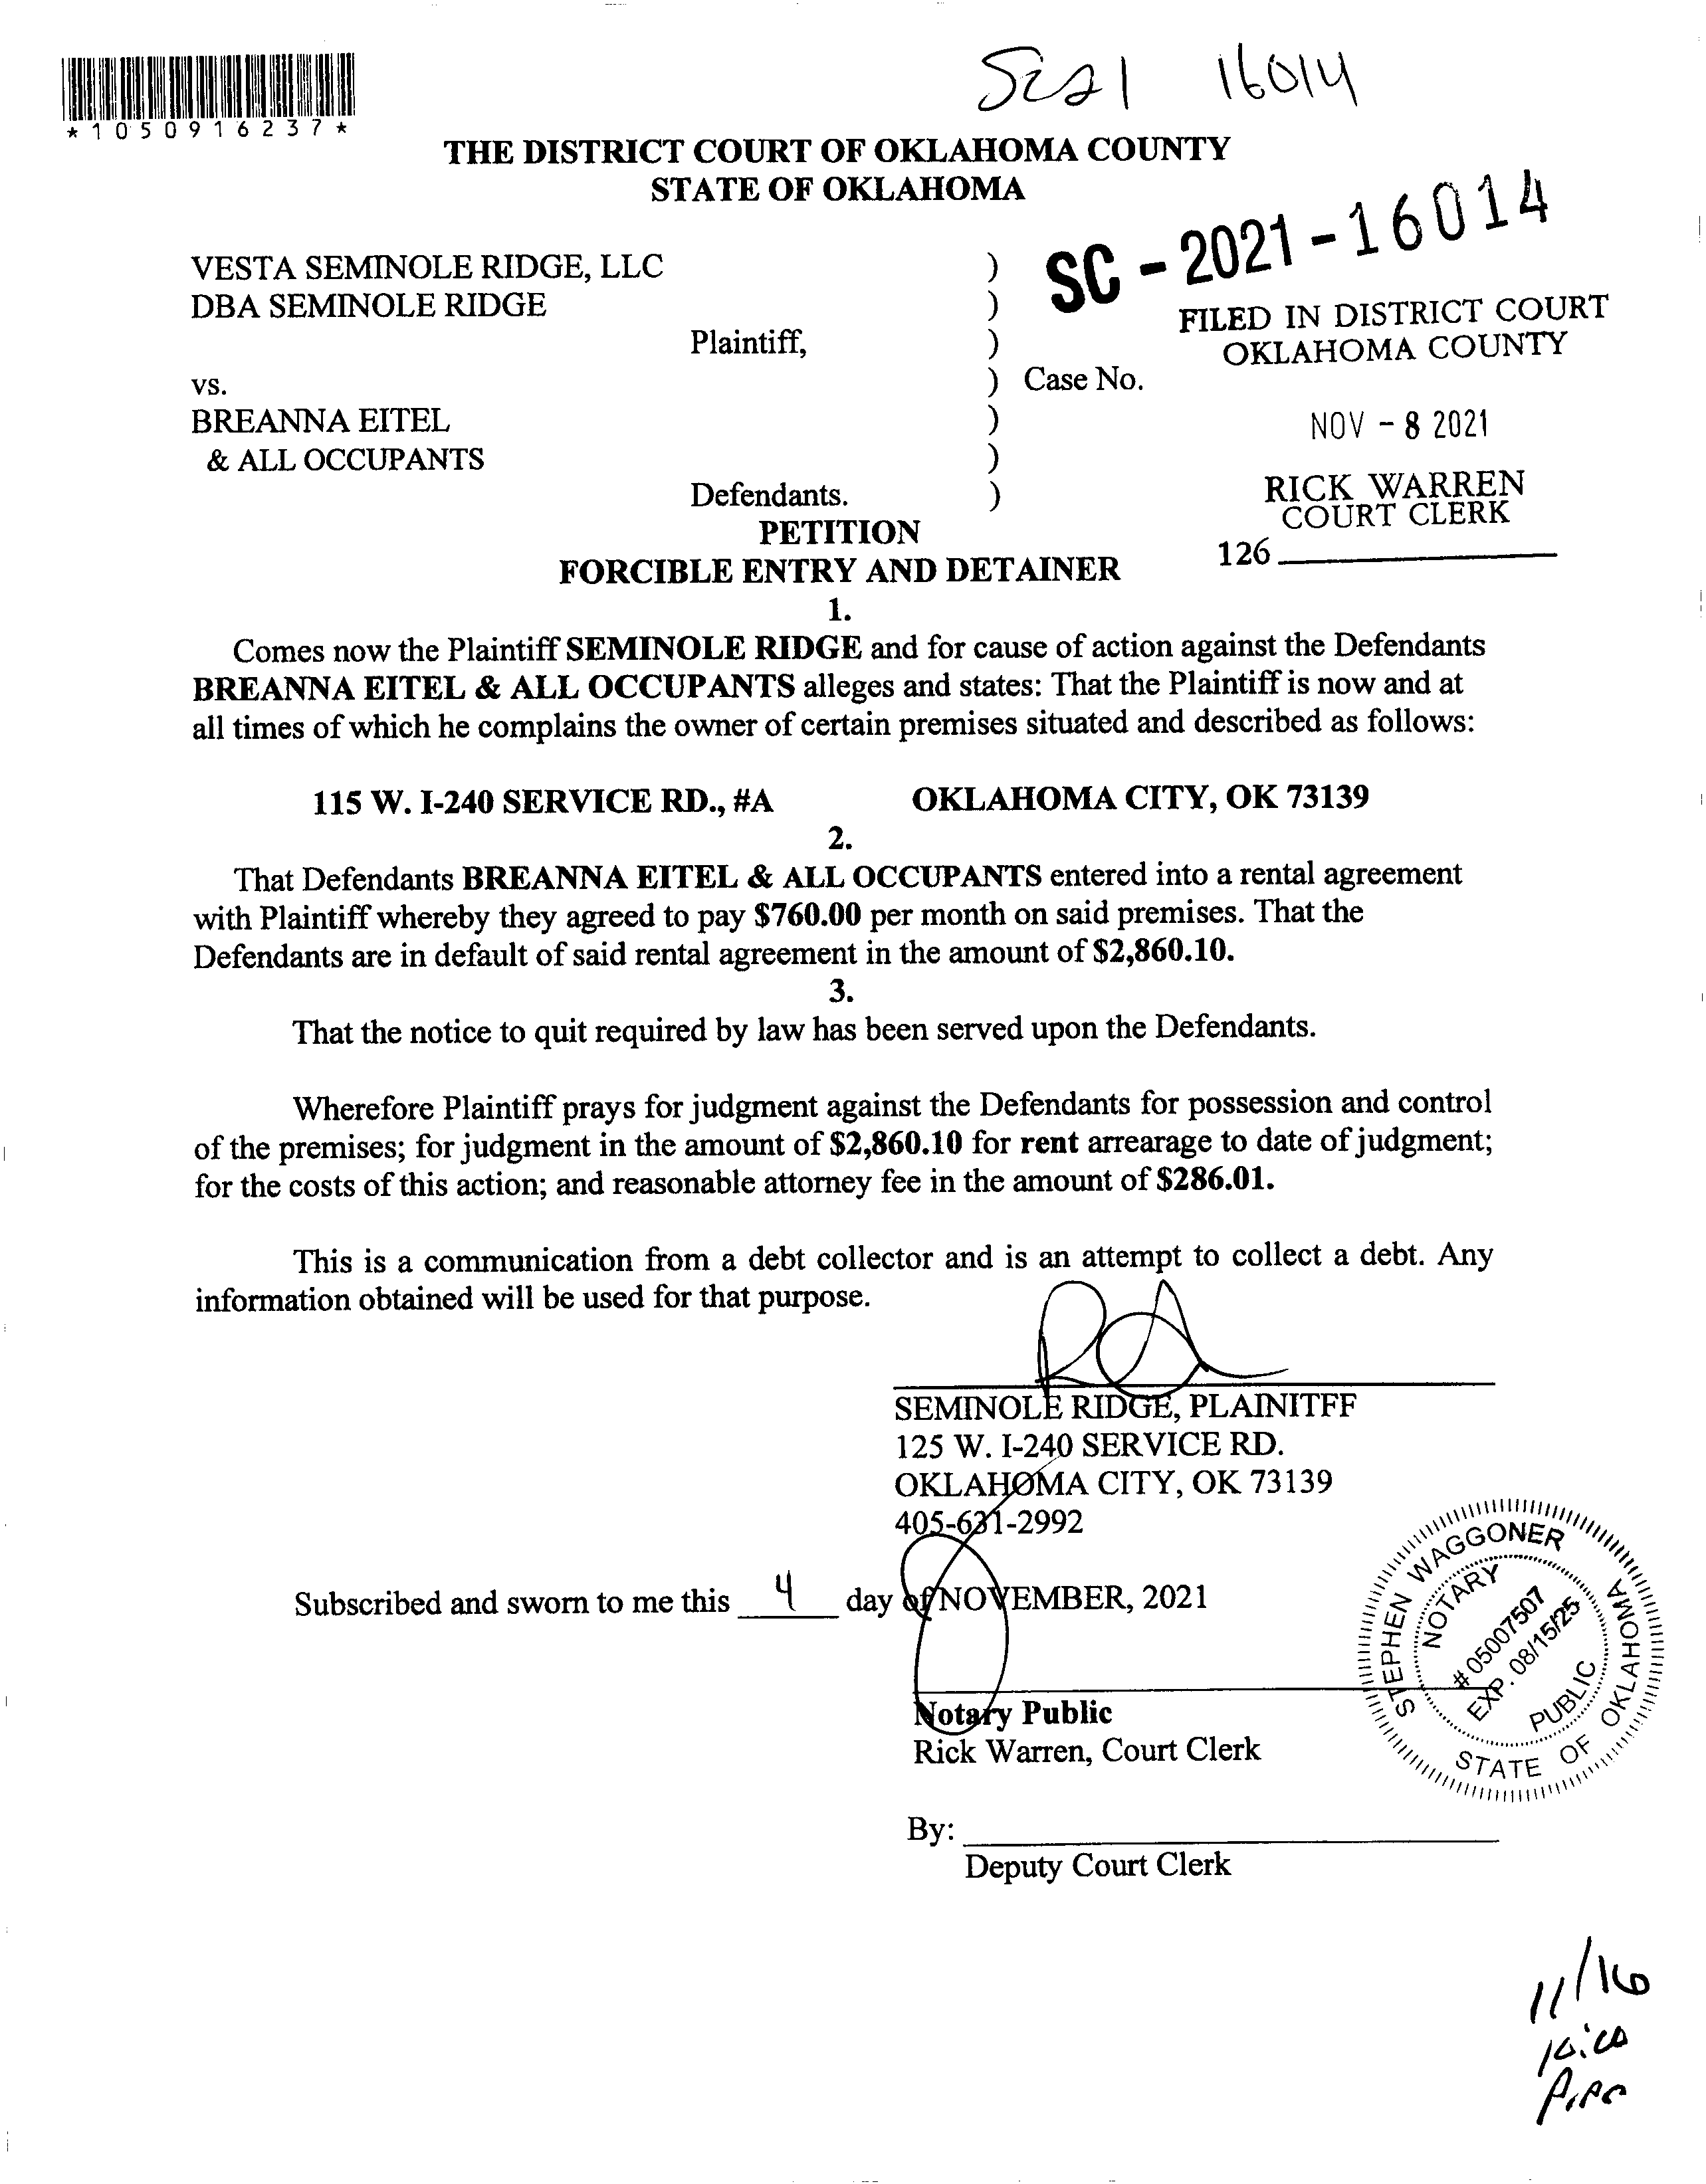 SC21 16014
*1050916237*
THE DISTRICT COURT OF OKLAHOMA COUNTY
STATE OF OKLAHOMA
SC - 2021 - 16014
VESTA SEMINOLE RIDGE, LLC )
DBA SEMINOLE RIDGE )
FILED IN DISTRICT COURT
OKLAHOMA COUNTY
Plaintiff, )
vs. ) Case No.
BREANNA EITEL )
NOV - 8 2021
& ALL OCCUPANTS )
Defendants. )
RICK WARREN
COURT CLERK
126
PETITION
FORCIBLE ENTRY AND DETAINER
1.
Comes now the Plaintiff SEMINOLE RIDGE and for cause of action against the Defendants
BREANNA EITEL & ALL OCCUPANTS alleges and states: That the Plaintiff is now and at
all times of which he complains the owner of certain premises situated and described as follows:
115 W. I-240 SERVICE RD., #A OKLAHOMA CITY, OK 73139
2.
That Defendants BREANNA EITEL & ALL OCCUPANTS entered into a rental agreement
with Plaintiff whereby they agreed to pay $760.00 per month on said premises. That the
Defendants are in default of said rental agreement in the amount of $2,860.10.
3.
That the notice to quit required by law has been served upon the Defendants.
Wherefore Plaintiff prays for judgment against the Defendants for possession and control
of the premises; for judgment in the amount of $2,860.10 for rent arrearage to date of judgment;
for the costs of this action; and reasonable attorney fee in the amount of $286.01.
This is a communication from a debt collector and is an attempt to collect a debt. Any
information obtained will be used for that purpose.
SEMINOLE RIDGE, PLAINITFF
125 W. I-240 SERVICE RD.
OKLAHOMA CITY, OK 73139
405-631-2992
Subscribed and sworn to me this 4 day of NOVEMBER, 2021
STEPHEN WAGGONER
NOTARY
# 05007507
EXP. 08/15/25
PUBLIC
STATE OF OKLAHOMA
Notary Public
Rick Warren, Court Clerk
By:
Deputy Court Clerk
11/16